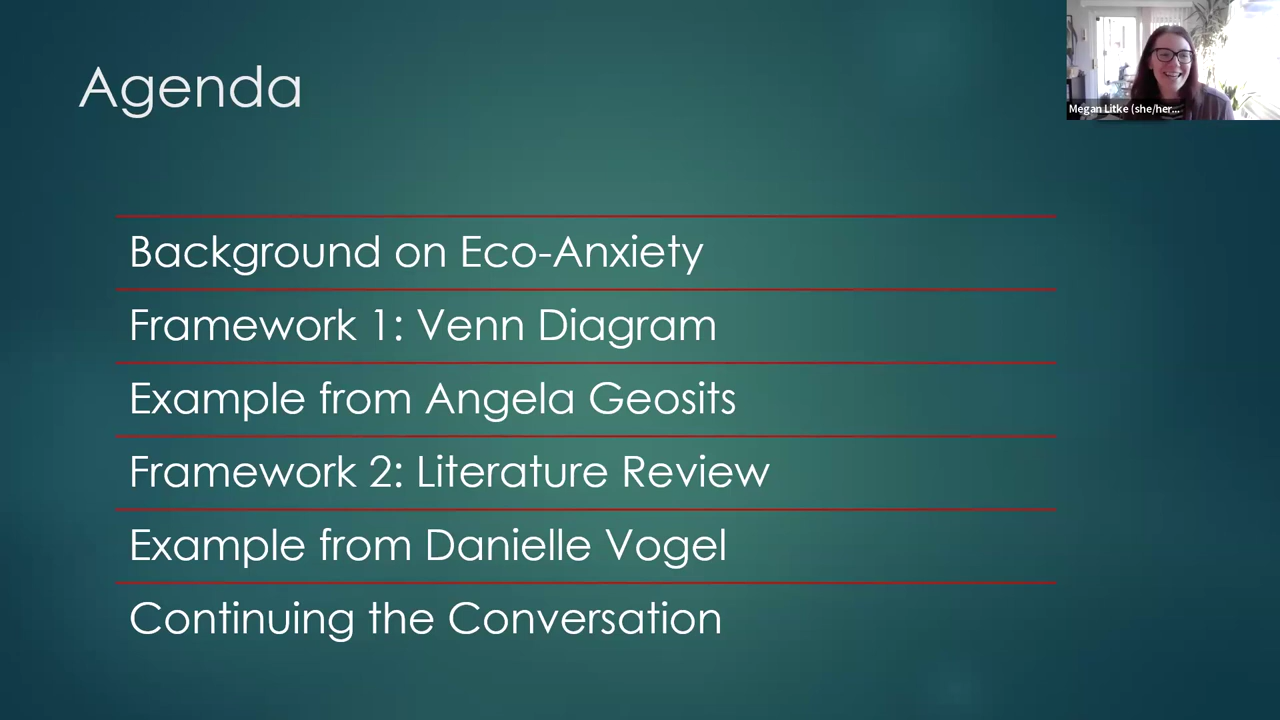 Agenda
Megan Litke (she/her...
Background on Eco-Anxiety
Framework 1: Venn Diagram
Example from Angela Geosits
Framework 2: Literature Review
Example from Danielle Vogel
Continuing the Conversation